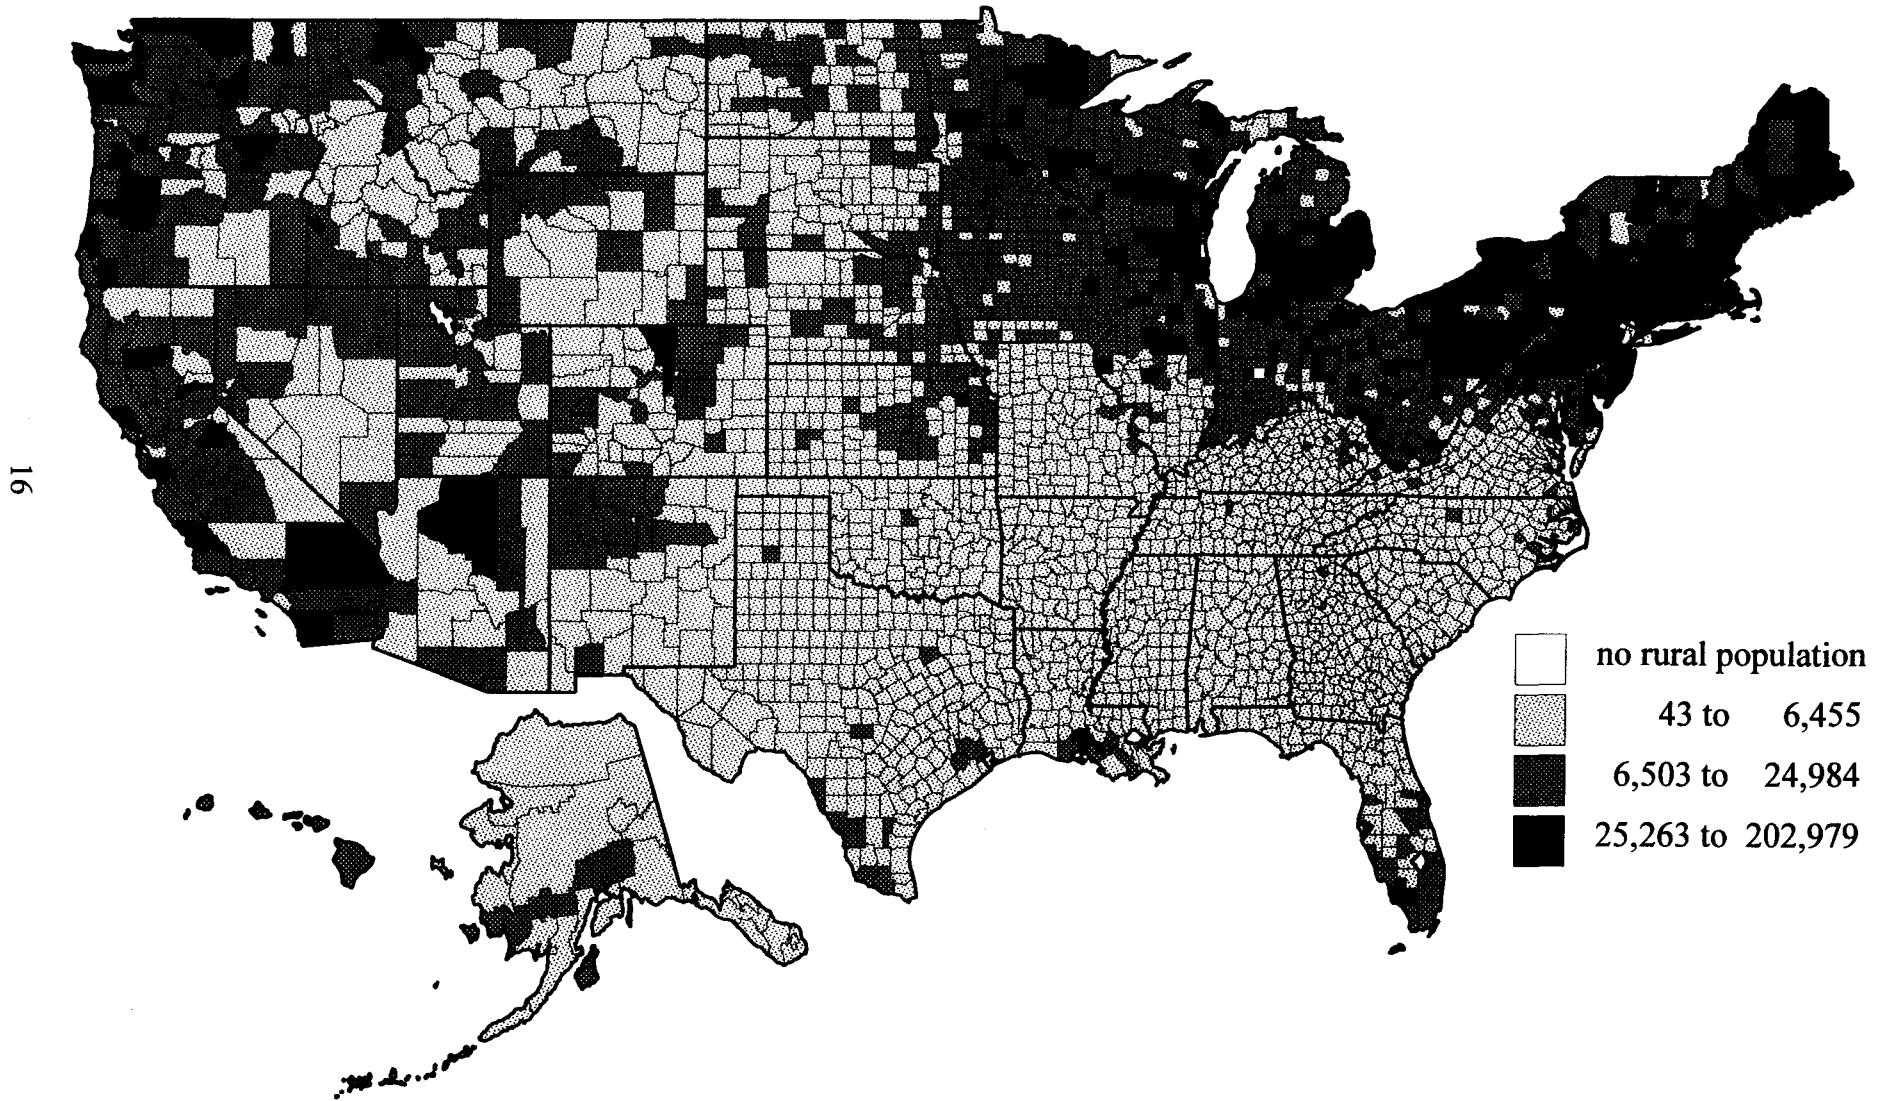 16
no rural population
43 to 6,455
6,503 to 24,984
25,263 to 202,979